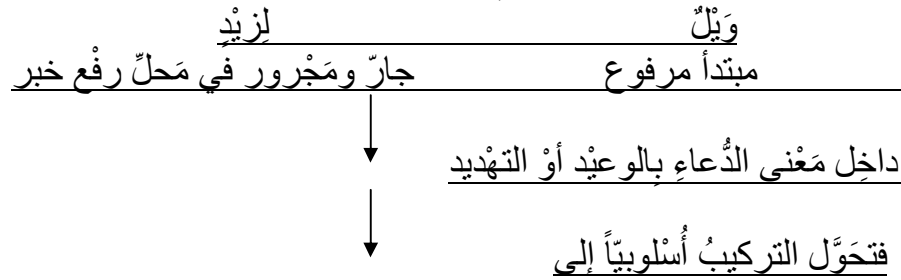 وَيْلٌ لِزيْدٍ
مبتدأ مرفوع جارّ ومَجْرور في مَحلِّ رفْع خبر
داخِل مَعْنى الدُّعاءِ بِالوعيْد أوْ التهْديد
فتحَوَّل التركيبُ أُسْلوبيّاً إلى